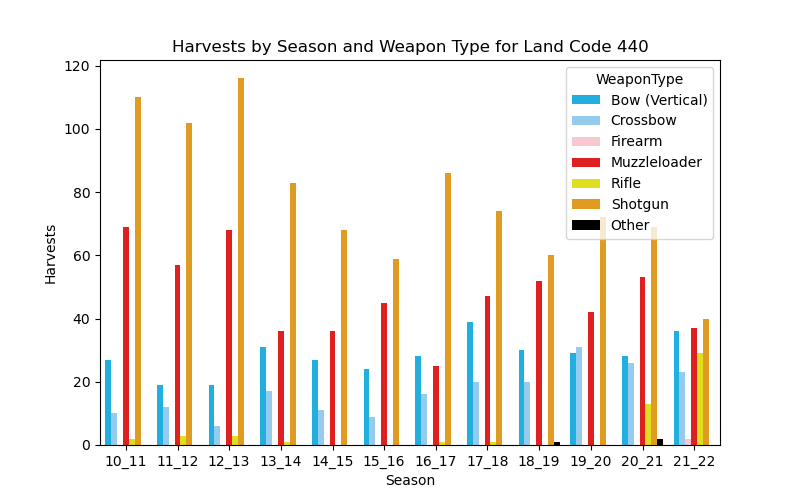 Harvests by Season and Weapon Type for Land Code 440
120
100
80
60
40
20
0
Harvests
WeaponType
Bow (Vertical)
Crossbow
Firearm
Muzzleloader
Rifle
Shotgun
Other
10_11 11_12 12_13 13_14 14_15 15_16 16_17 17_18 18_19 19_20 20_21 21_22
Season